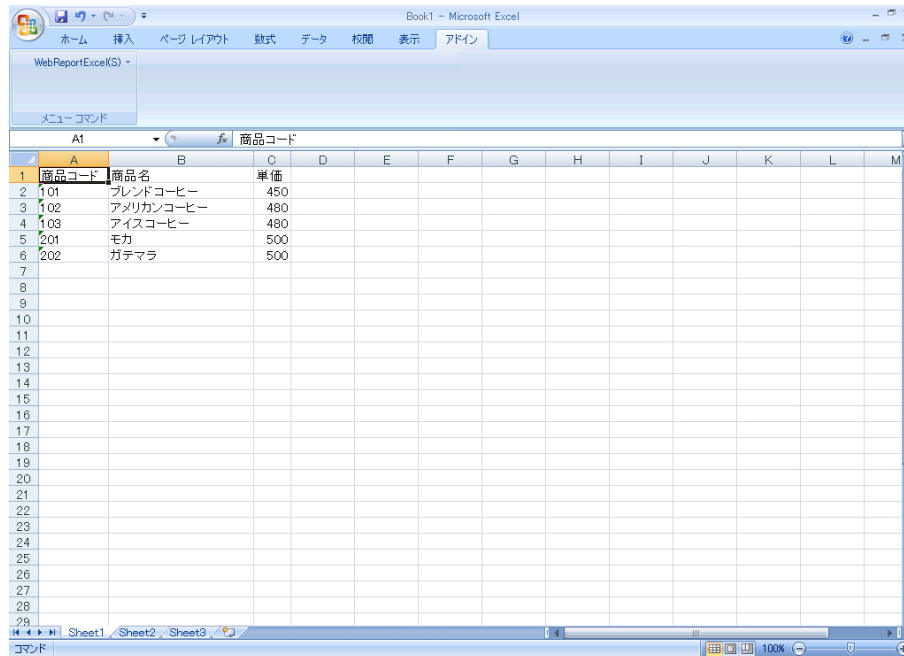 Book1 - Microsoft Excel
ホーム 挿入 ページ レイアウト 数式 データ 校閲 表示 アドイン
WebReportExcel(S)
メニュー コマンド
A1 fx 商品コード
A B C D E F G H I J K L M
1 商品コード 商品名 単価
2 101 ブレンドコーヒー 450
3 102 アメリカンコーヒー 480
4 103 アイスコーヒー 480
5 201 モカ 500
6 202 ガテマラ 500
7
8
9
10
11
12
13
14
15
16
17
18
19
20
21
22
23
24
25
26
27
28
29
Sheet1 Sheet2 Sheet3
コマンド 100%